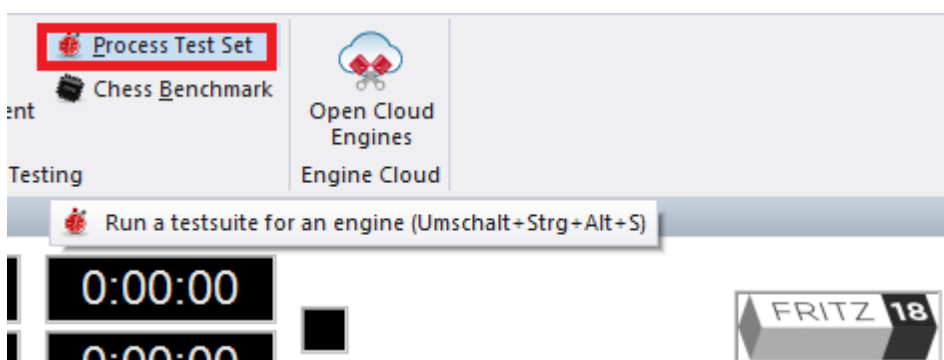 Process Test Set
Chess Benchmark
ent
Open Cloud
Engines
Testing
Engine Cloud
Run a testsuite for an engine (Umschalt+Strg+Alt+S)
0:00:00
FRITZ 18
0:00:00